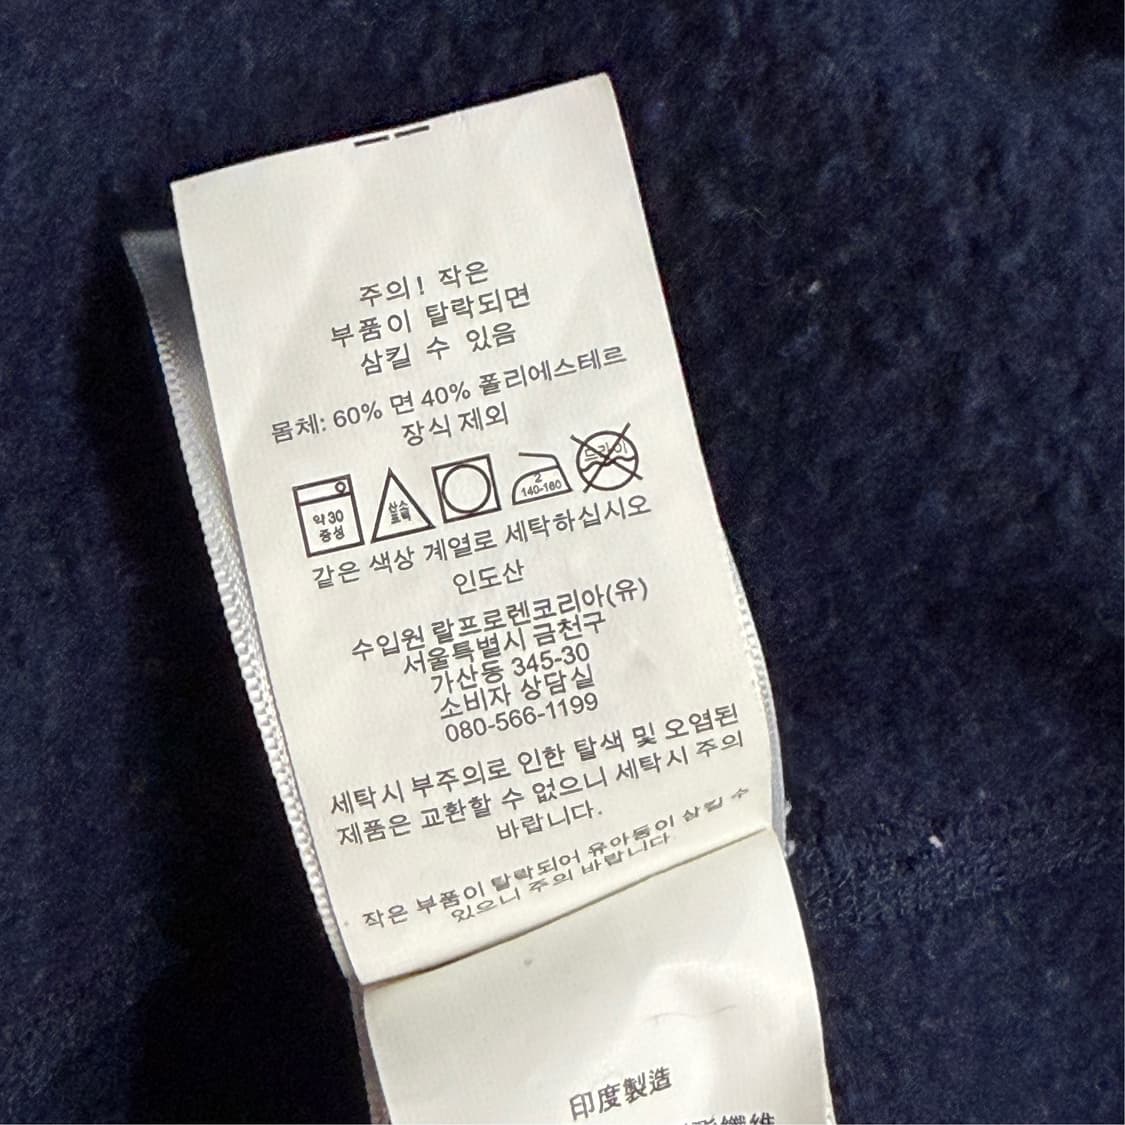 주의! 작은
부품이 탈락되면
삼킬 수 있음
몸체: 60% 면 40% 폴리에스테르
장식 제외
약 30
중성
산소
표백
2
140-160
드라이
같은 색상 계열로 세탁하십시오
인도산
수입원 랄프로렌코리아(유)
서울특별시 금천구
가산동 345-30
소비자 상담실
080-566-1199
세탁시 부주의로 인한 탈색 및 오염된
제품은 교환할 수 없으니 세탁시 주의
바랍니다.
작은 부품이 탈락되어 유아동이 삼킬 수
있으니 주의 바랍니다
印度製造
纖維